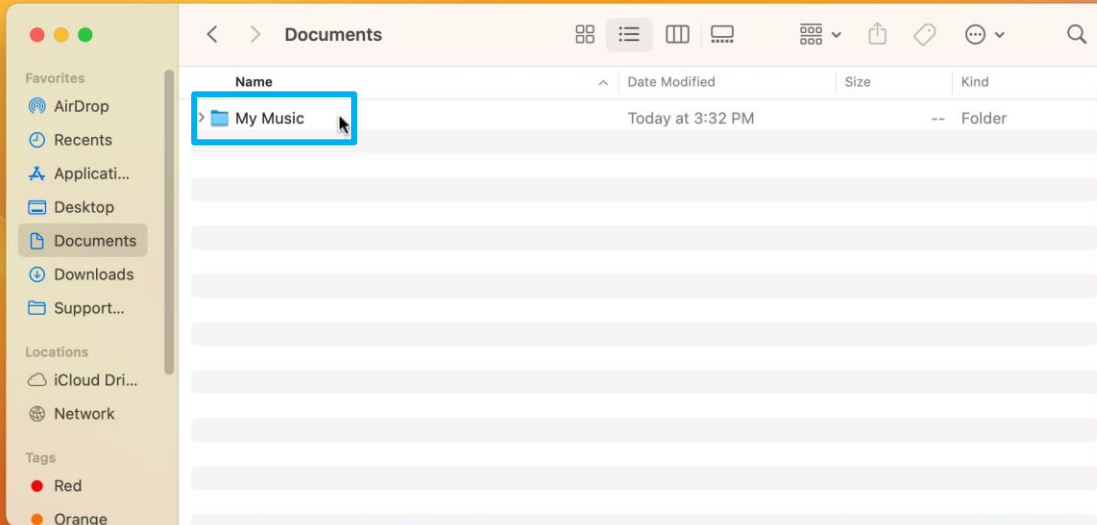 Documents
Favorites
AirDrop
Recents
Applicati...
Desktop
Documents
Downloads
Support...
Locations
iCloud Dri...
Network
Tags
Red
Orange
Name Date Modified Size Kind
My Music Today at 3:32 PM -- Folder